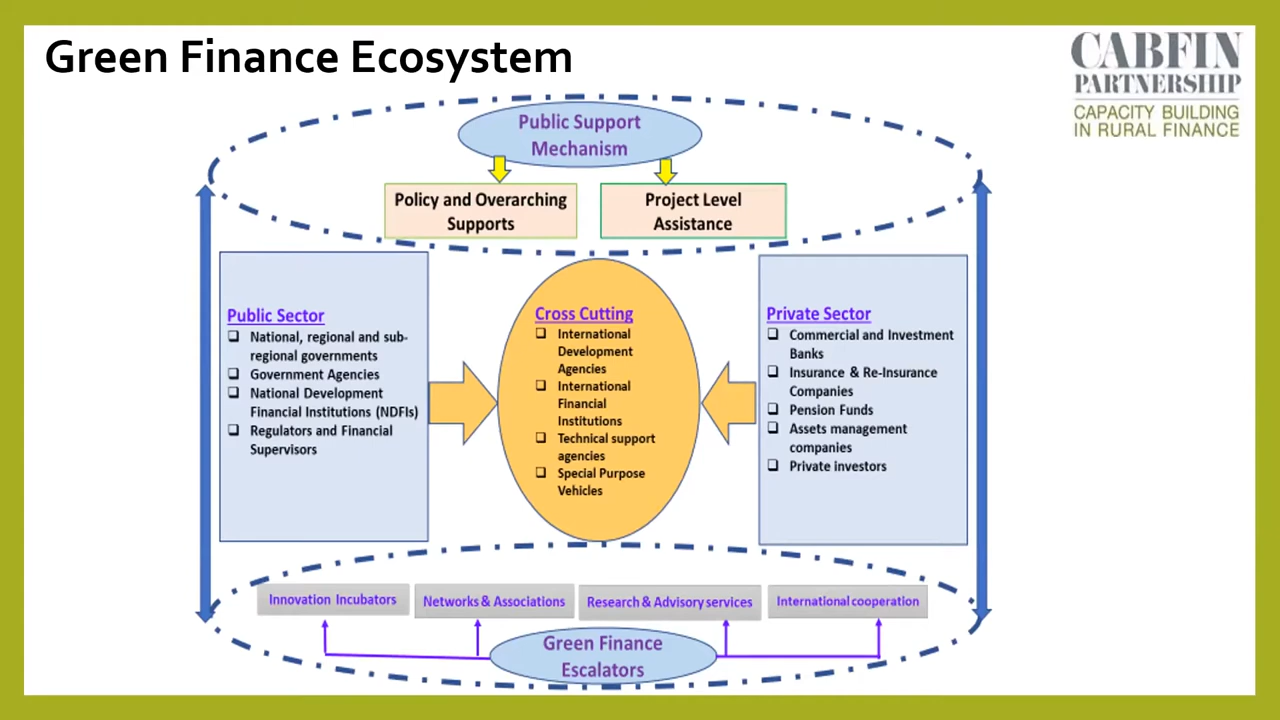 Green Finance Ecosystem
CABFIN
PARTNERSHIP
CAPACITY BUILDING
IN RURAL FINANCE
Public Support
Mechanism
Policy and Overarching
Supports
Project Level
Assistance
Public Sector
National, regional and sub-
regional governments
Government Agencies
National Development
Financial Institutions (NDFIs)
Regulators and Financial
Supervisors
Cross Cutting
International
Development
Agencies
International
Financial
Institutions
Technical support
agencies
Special Purpose
Vehicles
Private Sector
Commercial and Investment
Banks
Insurance & Re-Insurance
Companies
Pension Funds
Assets management
companies
Private investors
Innovation Incubators
Networks & Associations
Research & Advisory services
International cooperation
Green Finance
Escalators